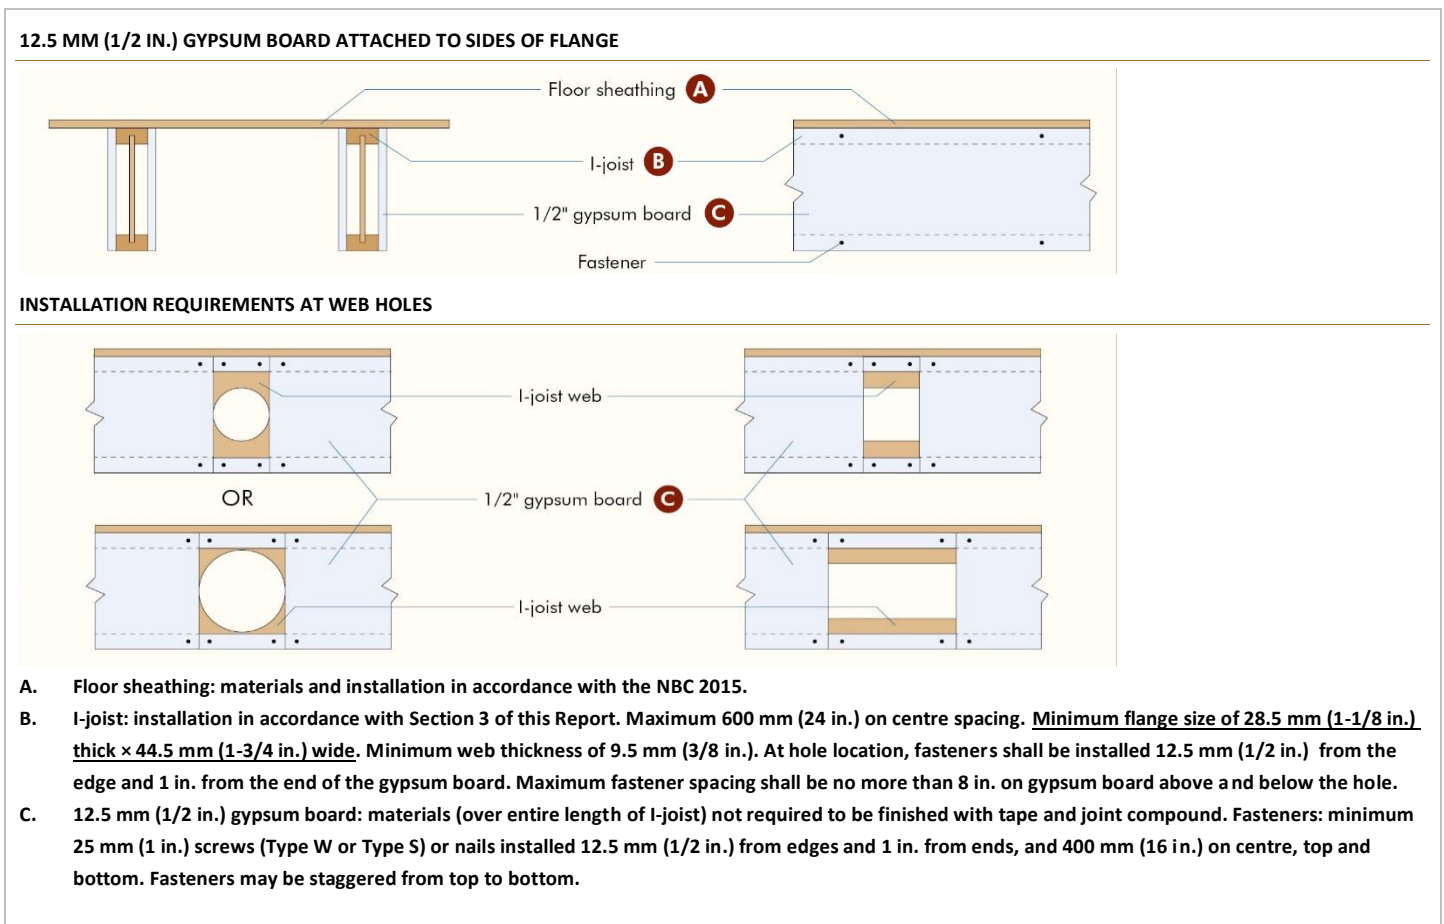 12.5 MM (1/2 IN.) GYPSUM BOARD ATTACHED TO SIDES OF FLANGE
Floor sheathing A
I-joist B
1/2" gypsum board C
Fastener
INSTALLATION REQUIREMENTS AT WEB HOLES
I-joist web
OR
1/2" gypsum board C
I-joist web
A. Floor sheathing: materials and installation in accordance with the NBC 2015.
B. I-joist: installation in accordance with Section 3 of this Report. Maximum 600 mm (24 in.) on centre spacing. Minimum flange size of 28.5 mm (1-1/8 in.)
thick × 44.5 mm (1-3/4 in.) wide. Minimum web thickness of 9.5 mm (3/8 in.). At hole location, fasteners shall be installed 12.5 mm (1/2 in.) from the
edge and 1 in. from the end of the gypsum board. Maximum fastener spacing shall be no more than 8 in. on gypsum board above and below the hole.
C. 12.5 mm (1/2 in.) gypsum board: materials (over entire length of I-joist) not required to be finished with tape and joint compound. Fasteners: minimum
25 mm (1 in.) screws (Type W or Type S) or nails installed 12.5 mm (1/2 in.) from edges and 1 in. from ends, and 400 mm (16 in.) on centre, top and
bottom. Fasteners may be staggered from top to bottom.